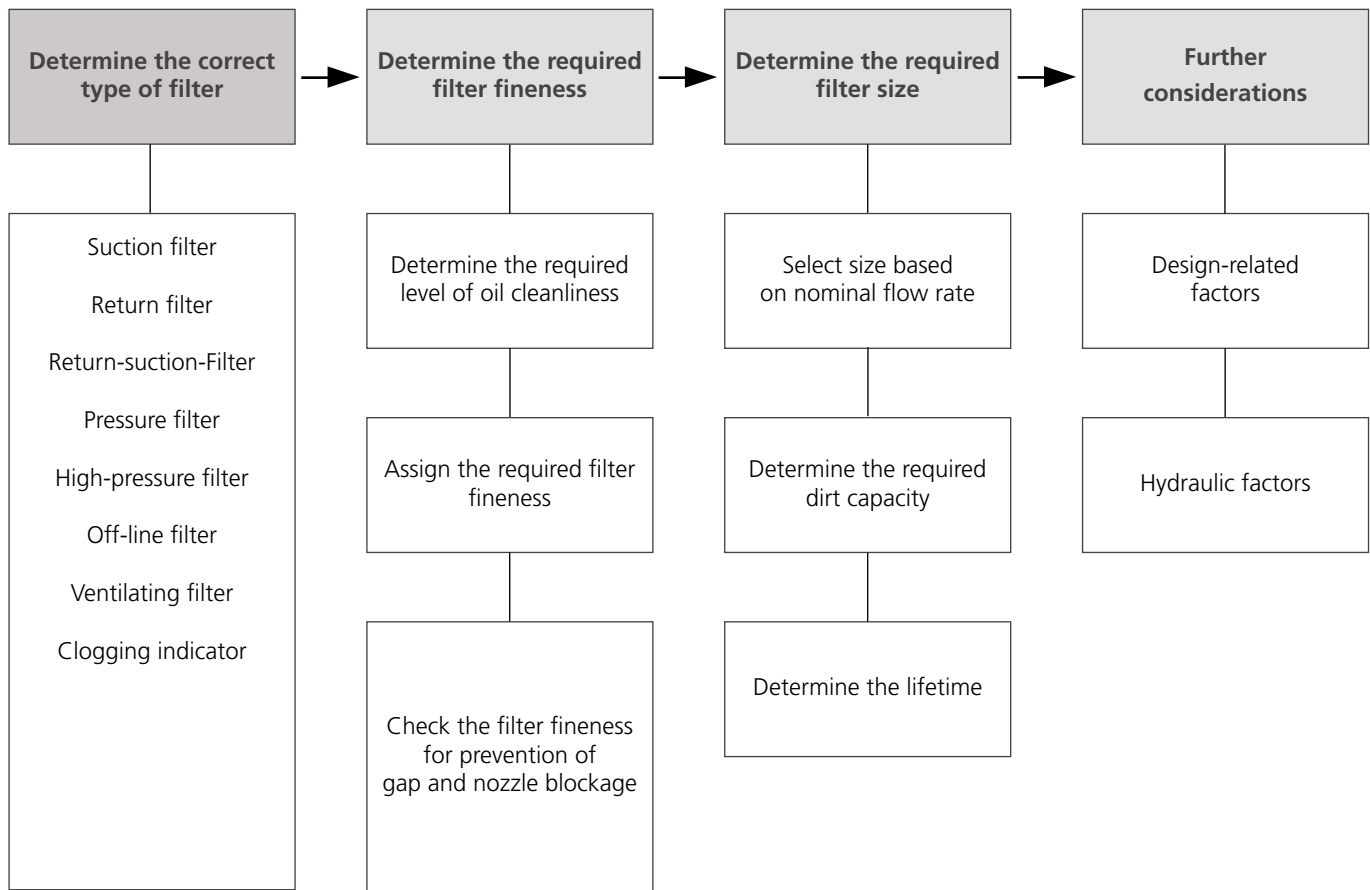 Determine the correct
type of filter
Determine the required
filter fineness
Determine the required
filter size
Further
considerations
Suction filter
Return filter
Return-suction-Filter
Pressure filter
High-pressure filter
Off-line filter
Ventilating filter
Clogging indicator
Determine the required
level of oil cleanliness
Assign the required filter
fineness
Check the filter fineness
for prevention of
gap and nozzle blockage
Select size based
on nominal flow rate
Determine the required
dirt capacity
Determine the lifetime
Design-related
factors
Hydraulic factors